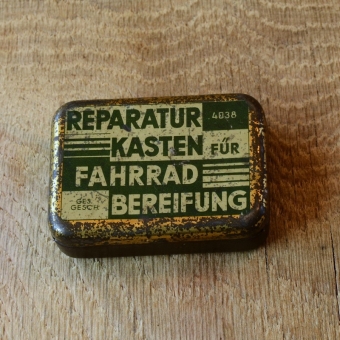 REPARATUR 4038
KASTEN FÜR
FAHRRAD
GES. GESCH BEREIFUNG